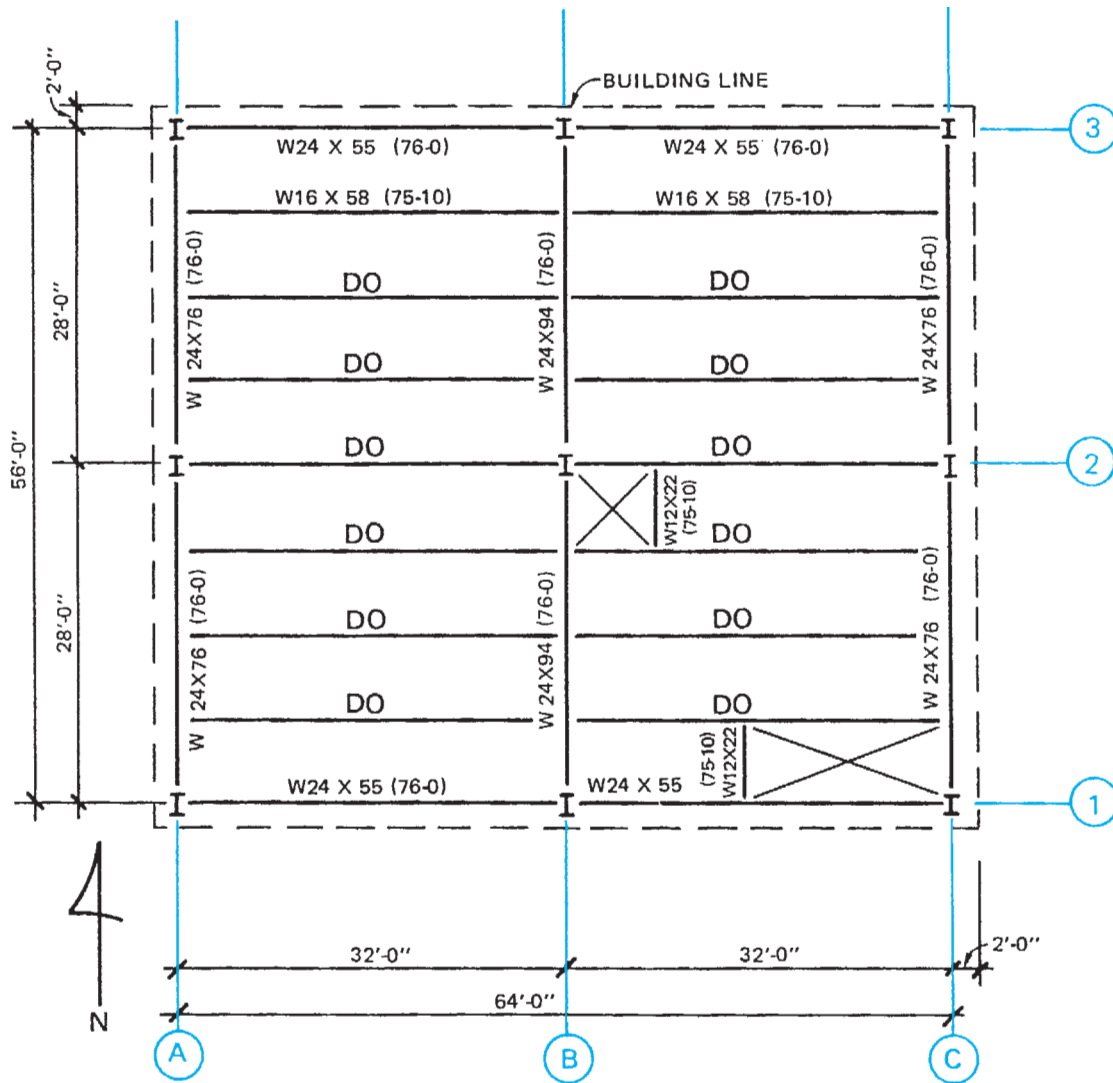 2'-0"
BUILDING LINE
3
W24 X 55 (76-0)
W24 X 55 (76-0)
W16 X 58 (75-10)
W16 X 58 (75-10)
W 24X76 (76-0)
W 24X94 (76-0)
W 24X76 (76-0)
DO
DO
DO
DO
28'-0"
56'-0"
DO
DO
2
W12X22
(75-10)
DO
DO
28'-0"
W 24X76 (76-0)
W 24X94 (76-0)
W 24X76 (76-0)
DO
DO
DO
DO
(75-10)
W12X22
W24 X 55 (76-0)
W24 X 55
1
N
32'-0"
32'-0"
2'-0"
64'-0"
A
B
C